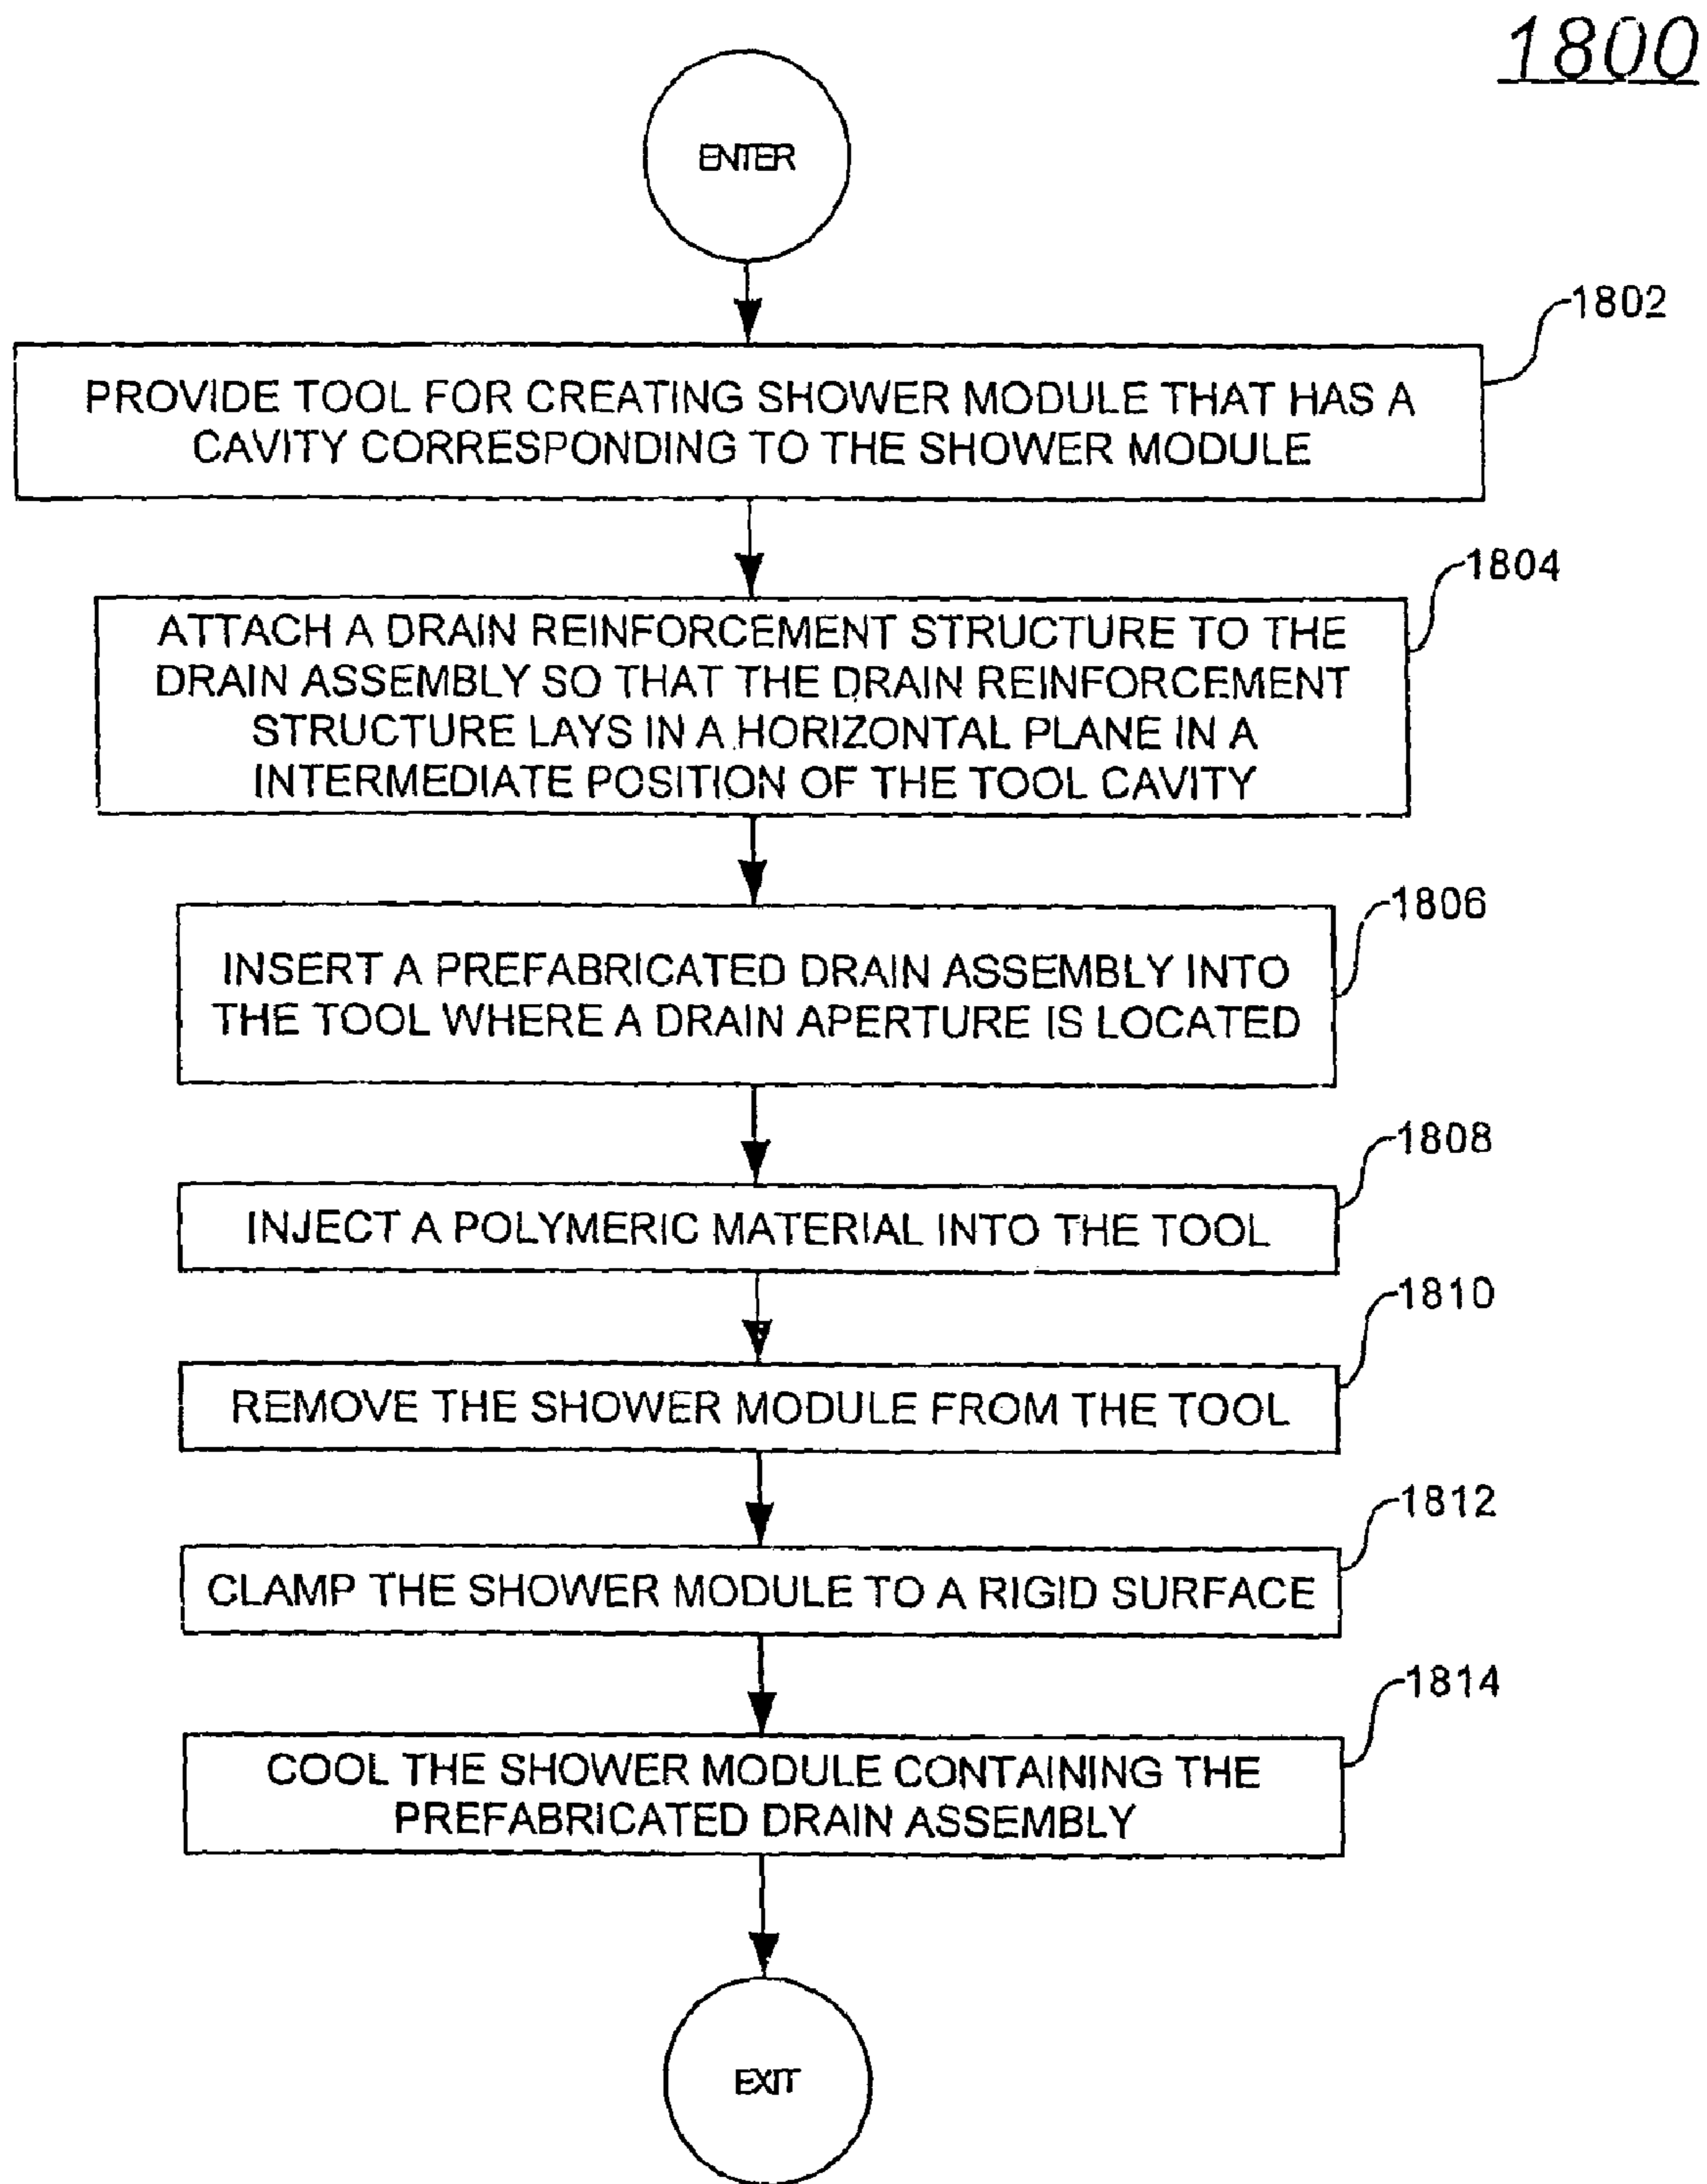 1800
ENTER
1802
PROVIDE TOOL FOR CREATING SHOWER MODULE THAT HAS A
CAVITY CORRESPONDING TO THE SHOWER MODULE
1804
ATTACH A DRAIN REINFORCEMENT STRUCTURE TO THE
DRAIN ASSEMBLY SO THAT THE DRAIN REINFORCEMENT
STRUCTURE LAYS IN A HORIZONTAL PLANE IN A
INTERMEDIATE POSITION OF THE TOOL CAVITY
1806
INSERT A PREFABRICATED DRAIN ASSEMBLY INTO
THE TOOL WHERE A DRAIN APERTURE IS LOCATED
1808
INJECT A POLYMERIC MATERIAL INTO THE TOOL
1810
REMOVE THE SHOWER MODULE FROM THE TOOL
1812
CLAMP THE SHOWER MODULE TO A RIGID SURFACE
1814
COOL THE SHOWER MODULE CONTAINING THE
PREFABRICATED DRAIN ASSEMBLY
EXIT